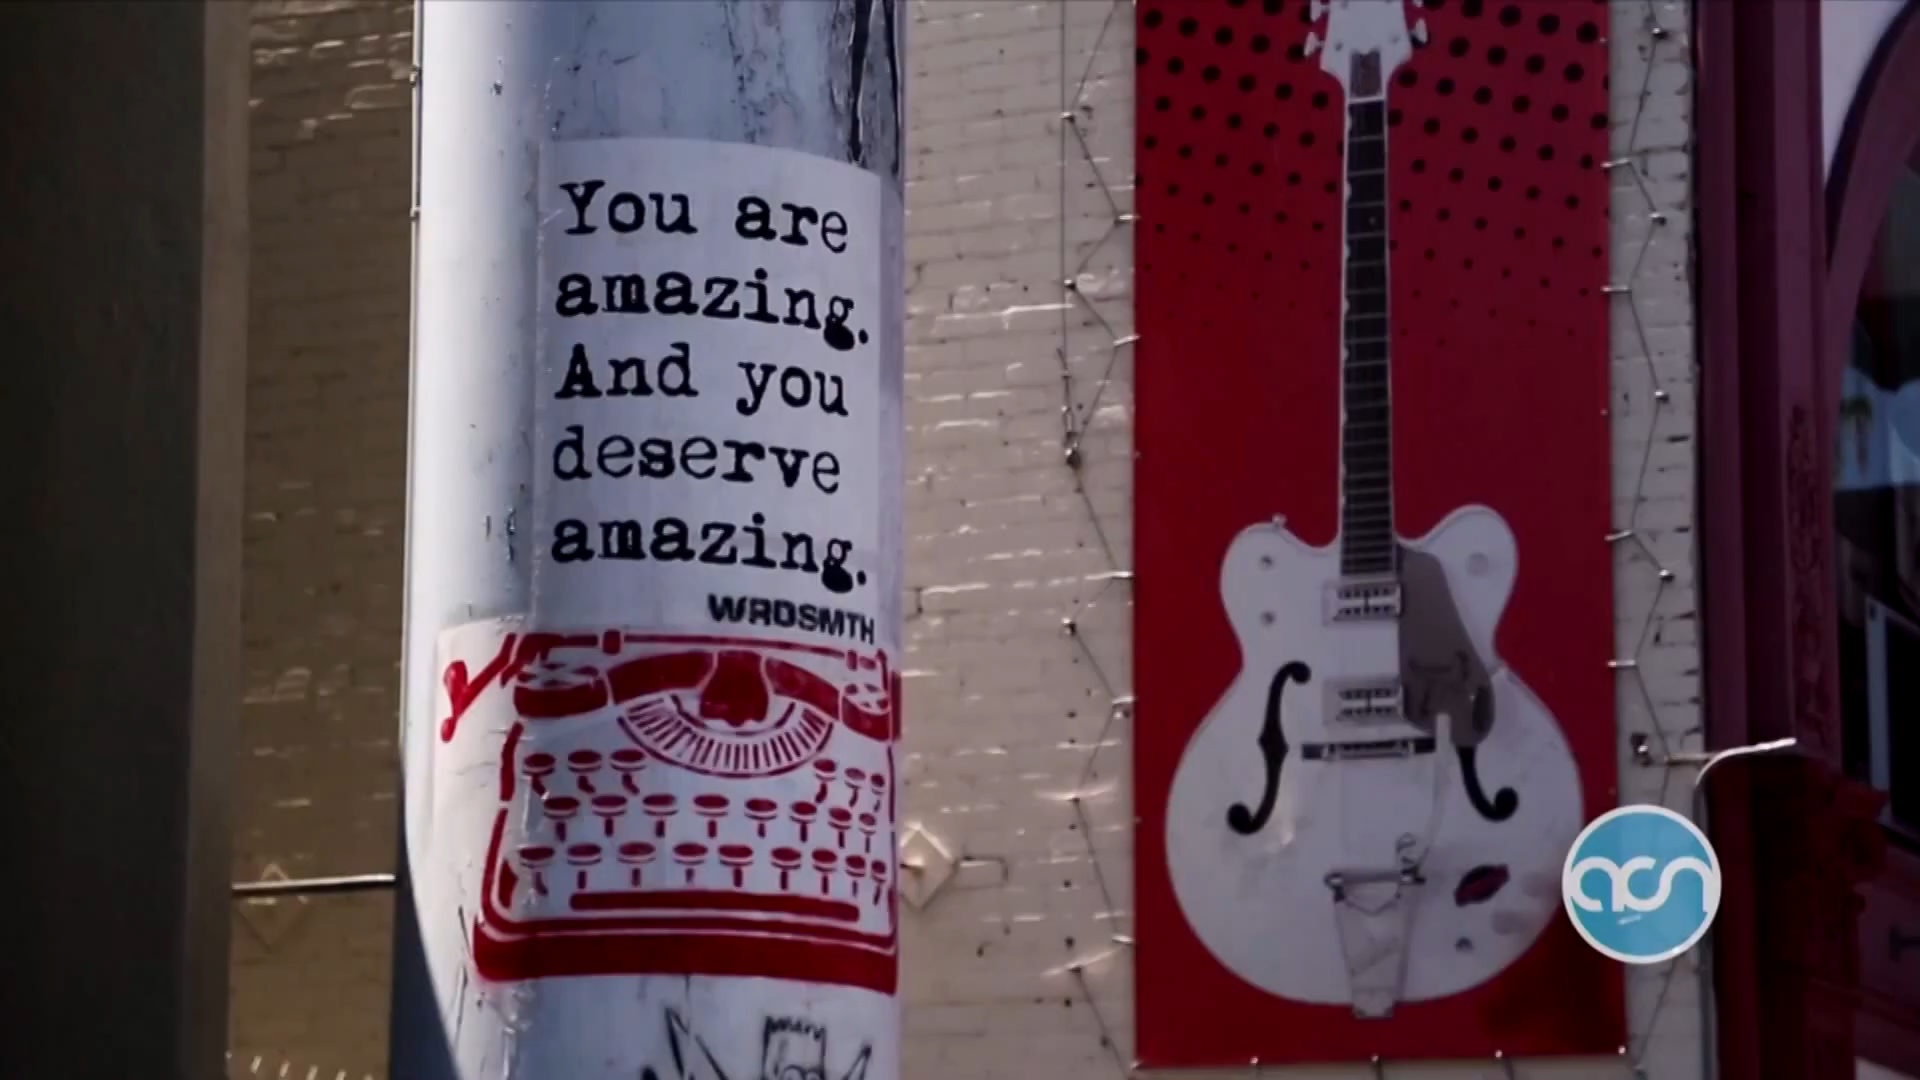 You are
amazing.
And you
deserve
amazing.
WRDSMTH
acn